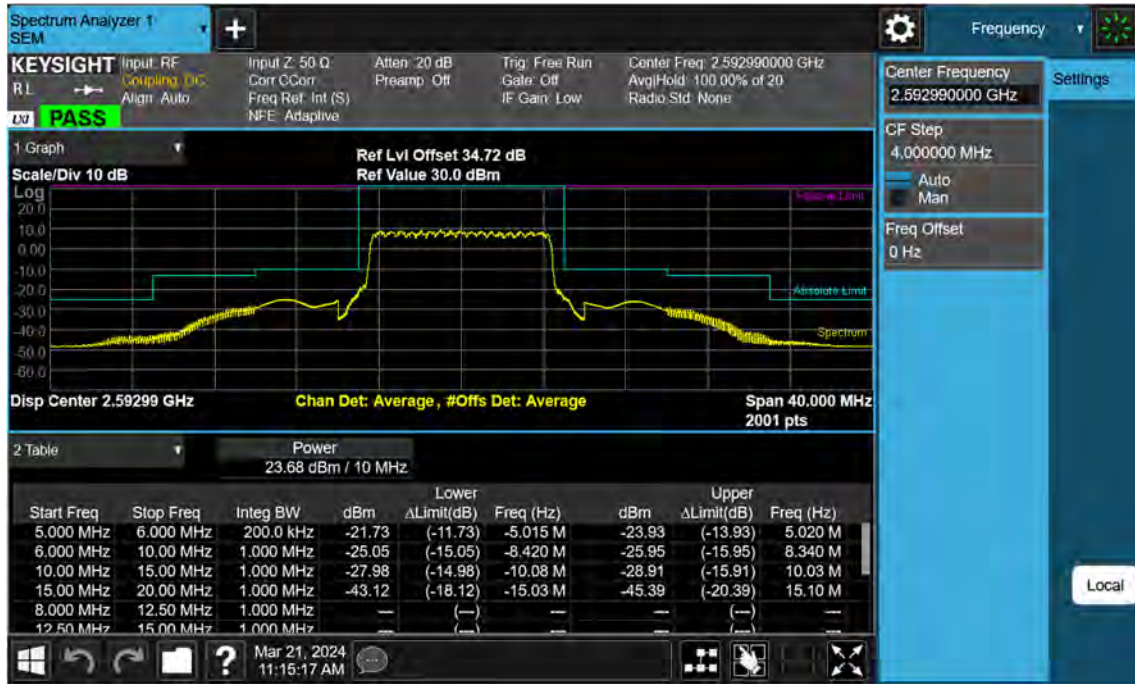 Spectrum Analyzer 1
SEM
Frequency
KEYSIGHT
R L
LXI
PASS
Input: RF
Coupling: DC
Align: Auto
Input Z: 50 Ω
Corr CCorr
Freq Ref: Int (S)
NFE: Adaptive
Atten: 20 dB
Preamp: Off
Trig: Free Run
Gate: Off
IF Gain: Low
Center Freq: 2.592990000 GHz
Avg|Hold: 100.00% of 20
Radio Std: None
Center Frequency
2.592990000 GHz
Settings
CF Step
4.000000 MHz
Auto
Man
Freq Offset
0 Hz
Local
1 Graph
Scale/Div 10 dB
Ref Lvl Offset 34.72 dB
Ref Value 30.0 dBm
Log
20.0
10.0
0.00
-10.0
-20.0
-30.0
-40.0
-50.0
-60.0
Relative Limit
Absolute Limit
Spectrum
Disp Center 2.59299 GHz
Chan Det: Average, #Offs Det: Average
Span 40.000 MHz
2001 pts
2 Table
Power
23.68 dBm / 10 MHz
Lower Upper
Start Freq Stop Freq Integ BW dBm ΔLimit(dB) Freq (Hz) dBm ΔLimit(dB) Freq (Hz)
5.000 MHz 6.000 MHz 200.0 kHz -21.73 (-11.73) -5.015 M -23.93 (-13.93) 5.020 M
6.000 MHz 10.00 MHz 1.000 MHz -25.05 (-15.05) -8.420 M -25.95 (-15.95) 8.340 M
10.00 MHz 15.00 MHz 1.000 MHz -27.98 (-14.98) -10.08 M -28.91 (-15.91) 10.03 M
15.00 MHz 20.00 MHz 1.000 MHz -43.12 (-18.12) -15.03 M -45.39 (-20.39) 15.10 M
8.000 MHz 12.50 MHz 1.000 MHz --- (---) --- --- (---) ---
12.50 MHz 15.00 MHz 1.000 MHz --- (---) --- --- (---) ---
?
Mar 21, 2024
11:15:17 AM